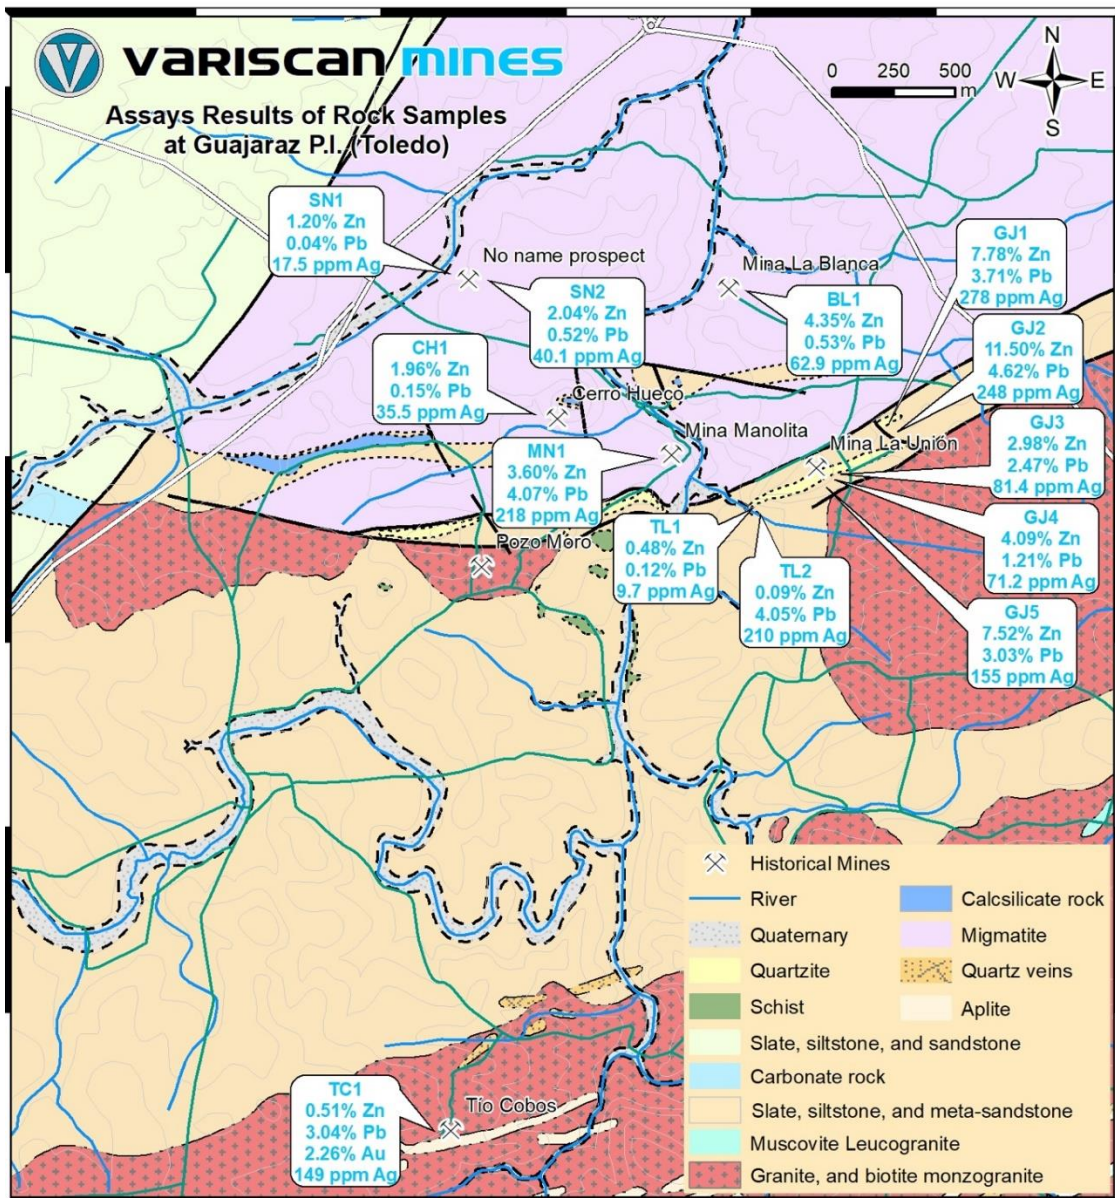 VARISCAN MINES
Assays Results of Rock Samples
at Guajaraz P.I. (Toledo)
0 250 500
m
N
W E
S
SN1
1.20% Zn
0.04% Pb
17.5 ppm Ag
No name prospect
SN2
2.04% Zn
0.52% Pb
40.1 ppm Ag
Mina La Blanca
BL1
4.35% Zn
0.53% Pb
62.9 ppm Ag
GJ1
7.78% Zn
3.71% Pb
278 ppm Ag
GJ2
11.50% Zn
4.62% Pb
248 ppm Ag
CH1
1.96% Zn
0.15% Pb
35.5 ppm Ag
Cerro Hueco
Mina Manolita
Mina La Unión
GJ3
2.98% Zn
2.47% Pb
81.4 ppm Ag
MN1
3.60% Zn
4.07% Pb
218 ppm Ag
GJ4
4.09% Zn
1.21% Pb
71.2 ppm Ag
Pozo Moro
TL1
0.48% Zn
0.12% Pb
9.7 ppm Ag
TL2
0.09% Zn
4.05% Pb
210 ppm Ag
GJ5
7.52% Zn
3.03% Pb
155 ppm Ag
TC1
0.51% Zn
3.04% Pb
2.26% Au
149 ppm Ag
Tío Cobos
Historical Mines
River
Quaternary
Quartzite
Schist
Calcsilicate rock
Migmatite
Quartz veins
Aplite
Slate, siltstone, and sandstone
Carbonate rock
Slate, siltstone, and meta-sandstone
Muscovite Leucogranite
Granite, and biotite monzogranite